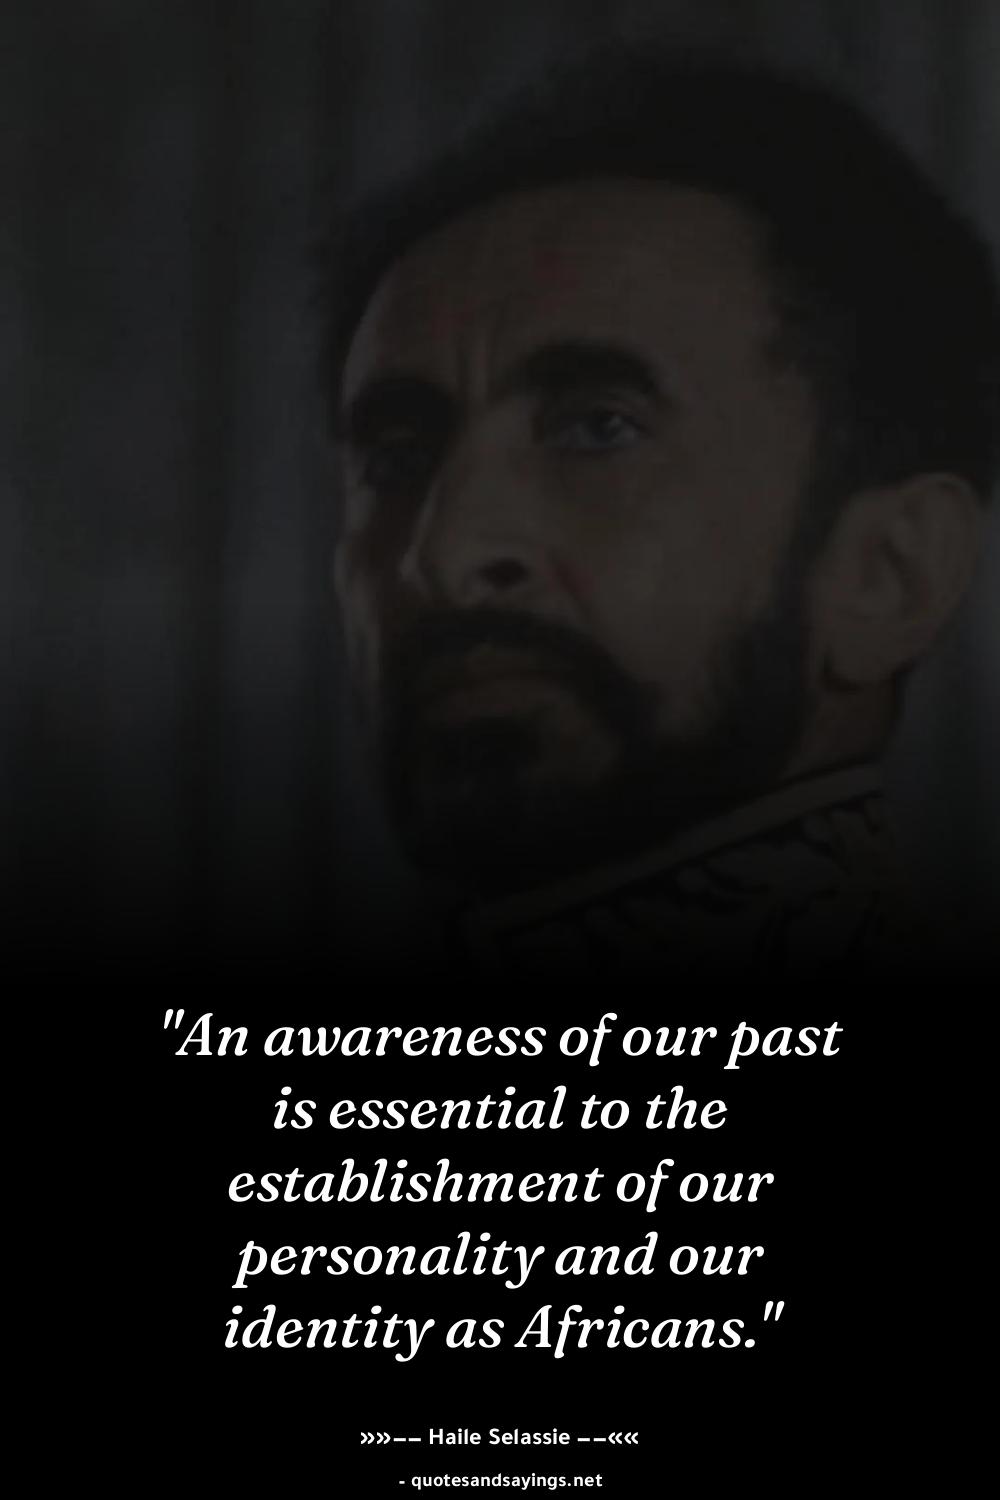 "An awareness of our past
is essential to the
establishment of our
personality and our
identity as Africans."
»»–– Haile Selassie ––««
- quotesandsayings.net